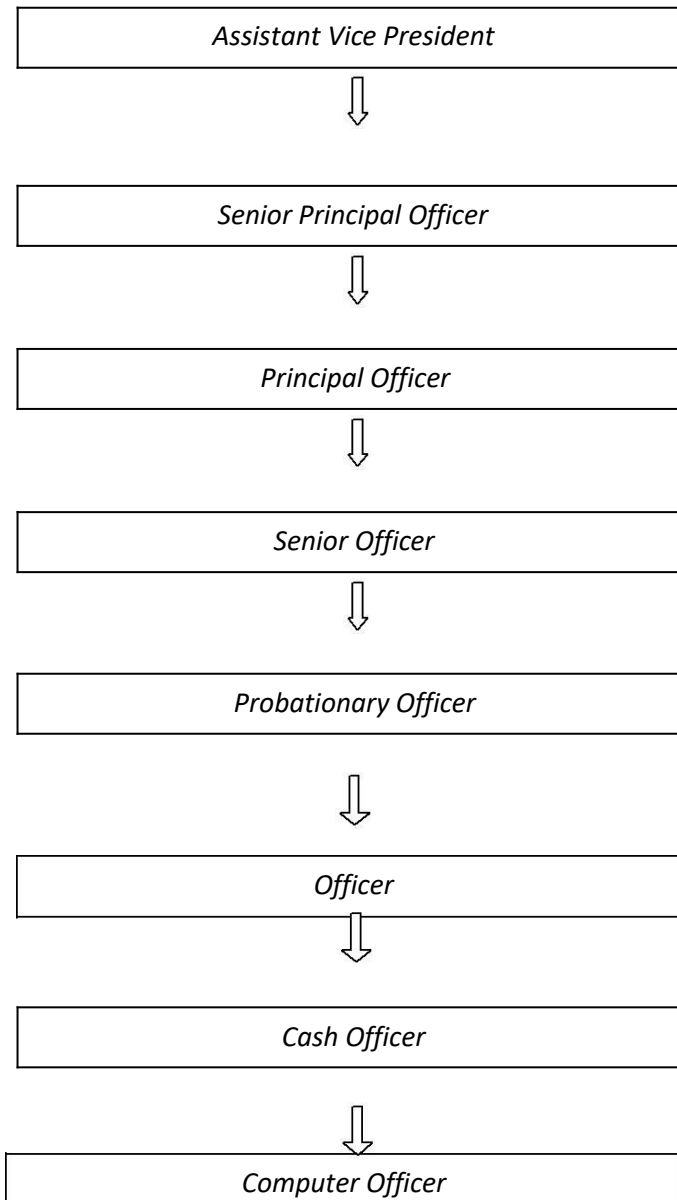 Assistant Vice President
Senior Principal Officer
Principal Officer
Senior Officer
Probationary Officer
Officer
Cash Officer
Computer Officer